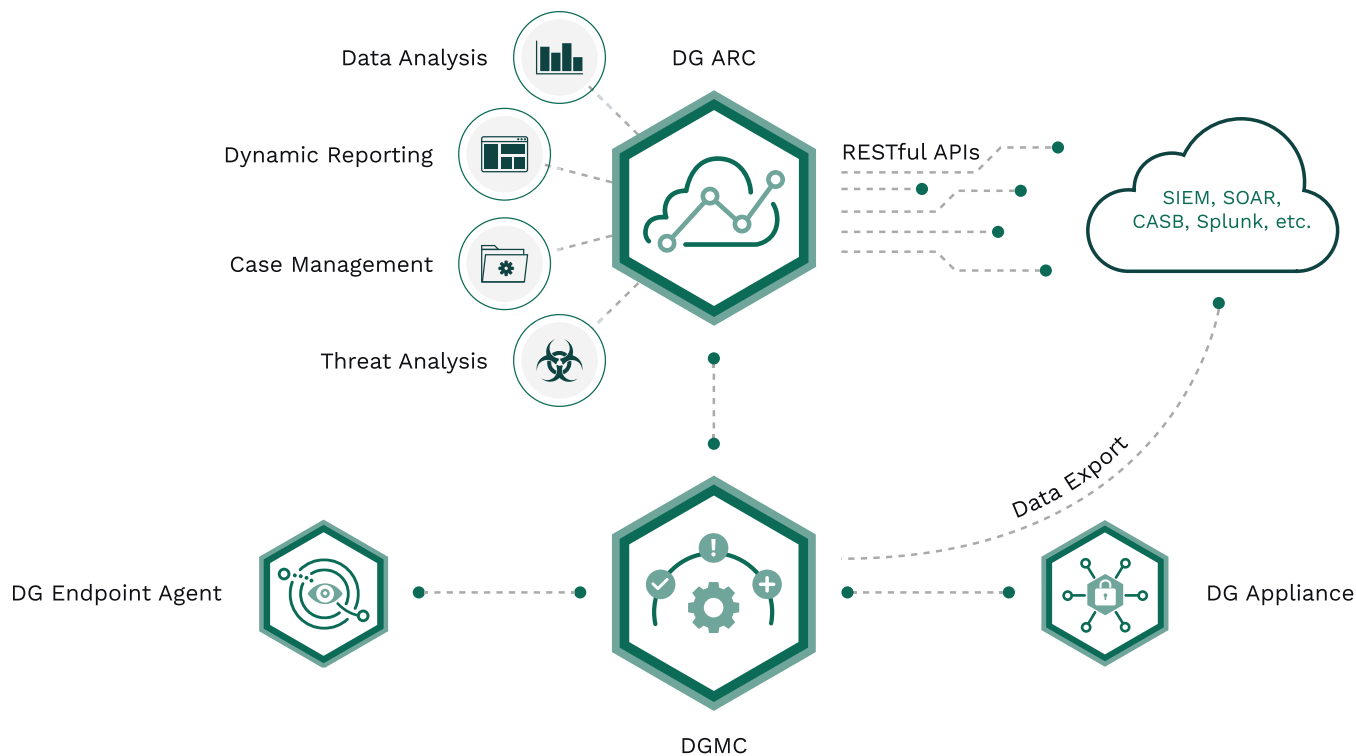 Data Analysis
DG ARC
Dynamic Reporting
RESTful APIs
SIEM, SOAR,
CASB, Splunk, etc.
Case Management
Threat Analysis
Data Export
DG Endpoint Agent
DG Appliance
DGMC